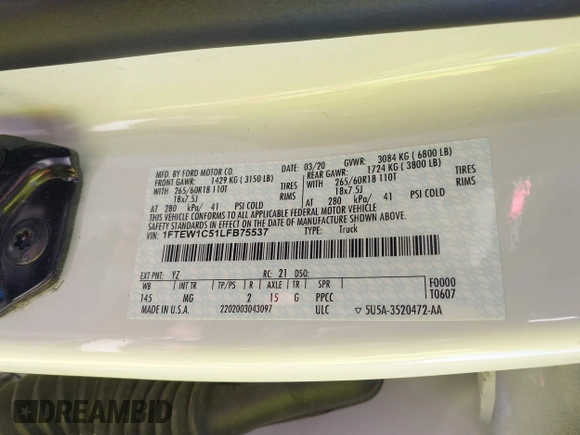 MFD. BY FORD MOTOR CO. 03/20 GVWR: 3084 KG ( 6800 LB)
FRONT GAWR: 1429 KG ( 3150 LB) REAR GAWR: 1724 KG ( 3800 LB)
WITH 265/60R18 110T TIRES WITH 265/60R18 110T TIRES
18x7.5J RIMS 18x7.5J RIMS
AT 280 kPa/ 41 PSI COLD AT 280 kPa/ 41 PSI COLD
THIS VEHICLE CONFORMS TO ALL APPLICABLE FEDERAL MOTOR VEHICLE
SAFETY STANDARDS IN EFFECT ON THE DATE OF MANUFACTURE SHOWN ABOVE.
VIN: 1FTEW1C51LFB75537 TYPE: Truck
EXT PNT: YZ RC: 21 DSO:
WB INT TR TP/PS R AXLE TR SPR F0000
145 MG 2 15 G PPCC T0607
MADE IN U.S.A. 2202003043097 ULC ▽ 5U5A-3520472-AA
DREAMBID